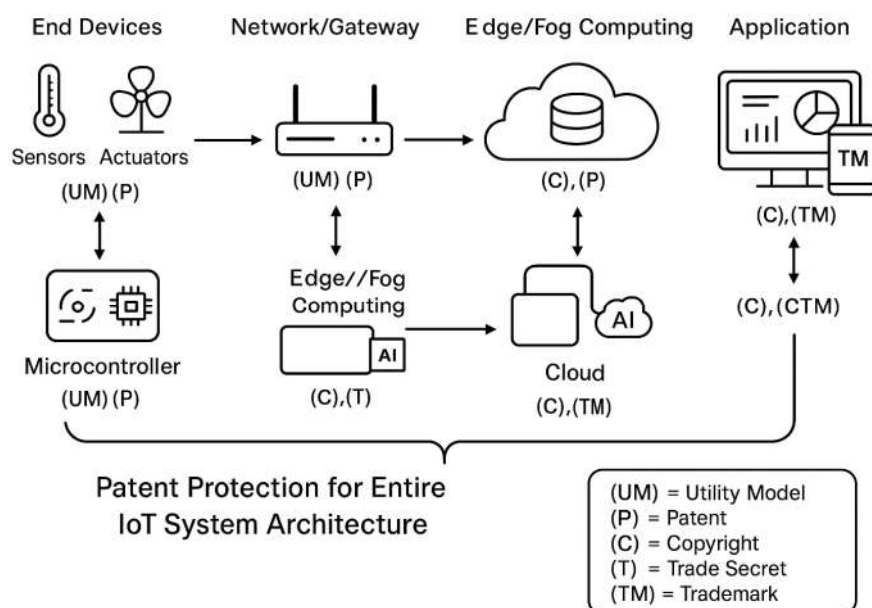 End Devices
Network/Gateway
Edge/Fog Computing
Application
Sensors
Actuators
(UM) (P)
(UM) (P)
(C), (P)
TM
(C),(TM)
Edge//Fog
Computing
AI
AI
(C), (CTM)
Microcontroller
(UM) (P)
(C),(T)
Cloud
(C),(TM)
Patent Protection for Entire
IoT System Architecture
(UM) = Utility Model
(P) = Patent
(C) = Copyright
(T) = Trade Secret
(TM) = Trademark